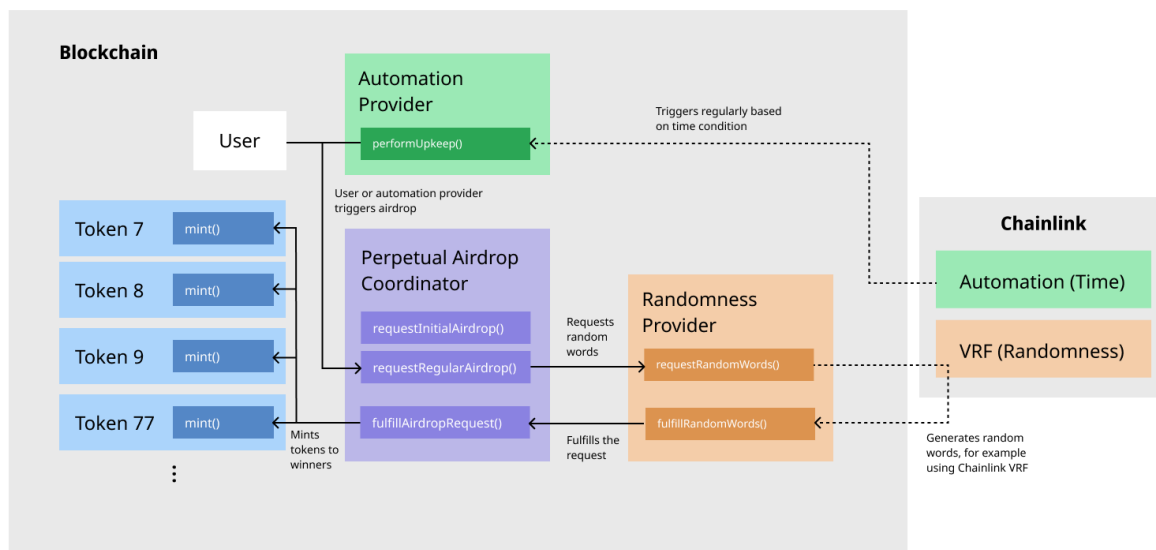 Blockchain
Automation
Provider
performUpkeep()
User
Triggers regularly based
on time condition
User or automation provider
triggers airdrop
Token 7
mint()
Token 8
mint()
Token 9
mint()
Token 77
mint()
Mints
tokens to
winners
Perpetual Airdrop
Coordinator
requestInitialAirdrop()
requestRegularAirdrop()
fulfillAirdropRequest()
Requests
random
words
Fulfills the
request
Randomness
Provider
requestRandomWords()
fulfillRandomWords()
Chainlink
Automation (Time)
VRF (Randomness)
Generates random
words, for example
using Chainlink VRF